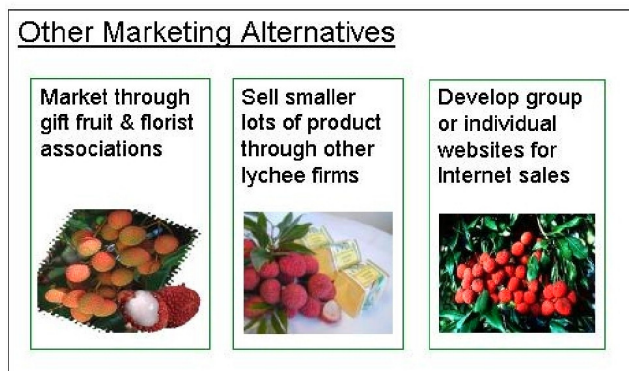 Other Marketing Alternatives
Market through
gift fruit & florist
associations
Sell smaller
lots of product
through other
lychee firms
Develop group
or individual
websites for
Internet sales